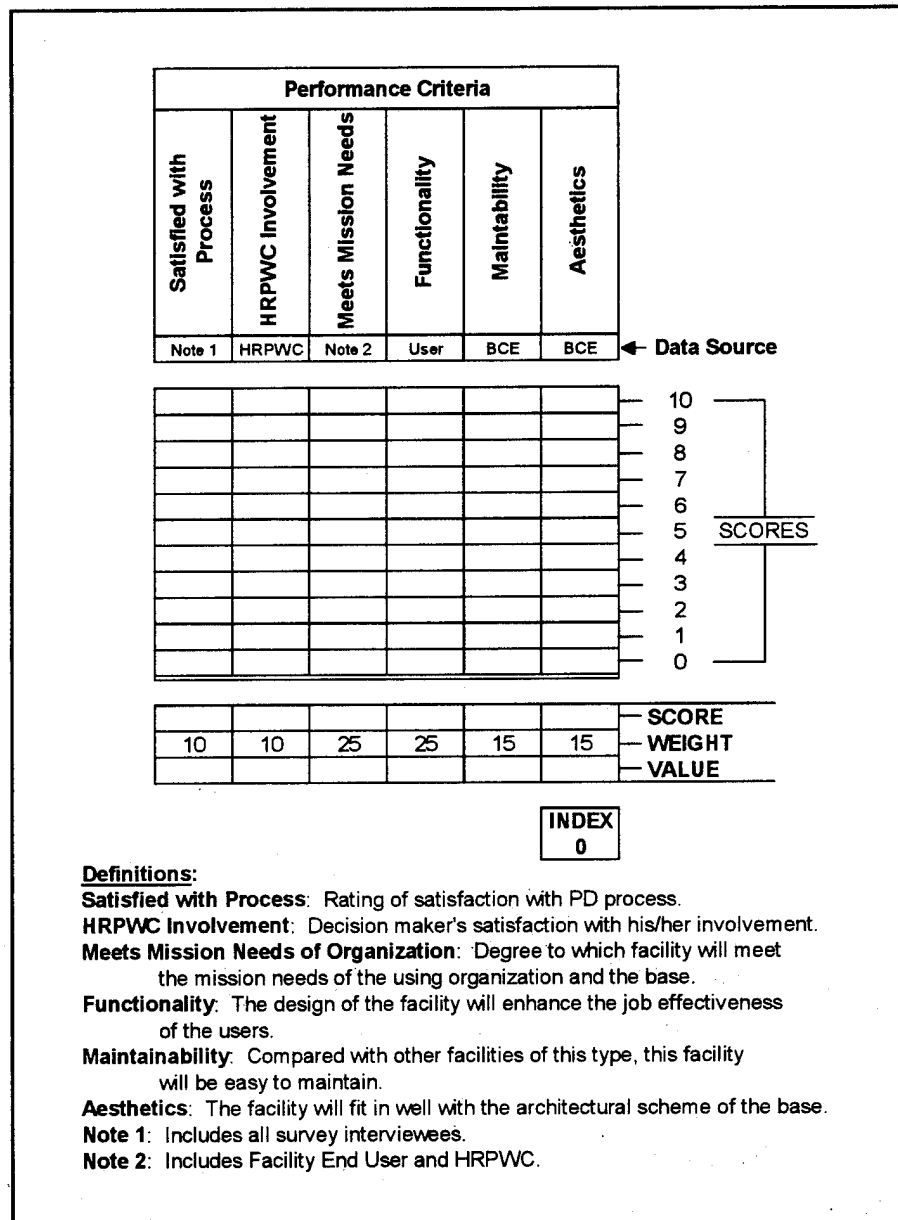 Performance Criteria
Satisfied with
Process
HRPWC Involvement
Meets Mission Needs
Functionality
Maintability
Aesthetics
Note 1 HRPWC Note 2 User BCE BCE Data Source
10
9
8
7
6
5 SCORES
4
3
2
1
0
SCORE
10 10 25 25 15 15 WEIGHT
VALUE
INDEX
0
Definitions:
Satisfied with Process: Rating of satisfaction with PD process.
HRPWC Involvement: Decision maker's satisfaction with his/her involvement.
Meets Mission Needs of Organization: Degree to which facility will meet
the mission needs of the using organization and the base.
Functionality: The design of the facility will enhance the job effectiveness
of the users.
Maintainability: Compared with other facilities of this type, this facility
will be easy to maintain.
Aesthetics: The facility will fit in well with the architectural scheme of the base.
Note 1: Includes all survey interviewees.
Note 2: Includes Facility End User and HRPWC.